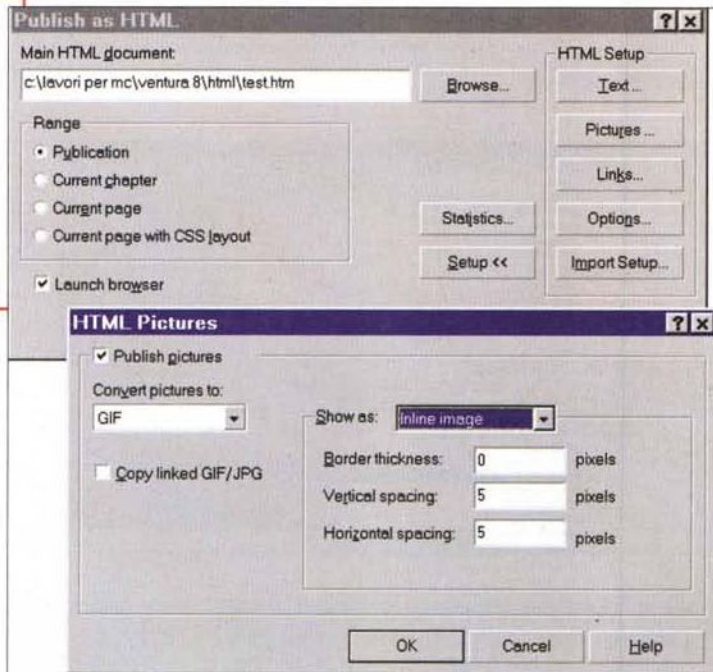 Publish as HTML
Main HTML document:
c:\lavori per mc\ventura 8\html\test.htm
Browse...
Range
Publication
Current chapter
Current page
Current page with CSS layout
Launch browser
Statistics...
Setup <<
HTML Setup
Text...
Pictures ...
Links...
Options...
Import Setup...
HTML Pictures
Publish pictures
Convert pictures to:
GIF
Copy linked GIF/JPG
Show as: inline image
Border thickness: 0 pixels
Vertical spacing: 5 pixels
Horizontal spacing: 5 pixels
OK Cancel Help